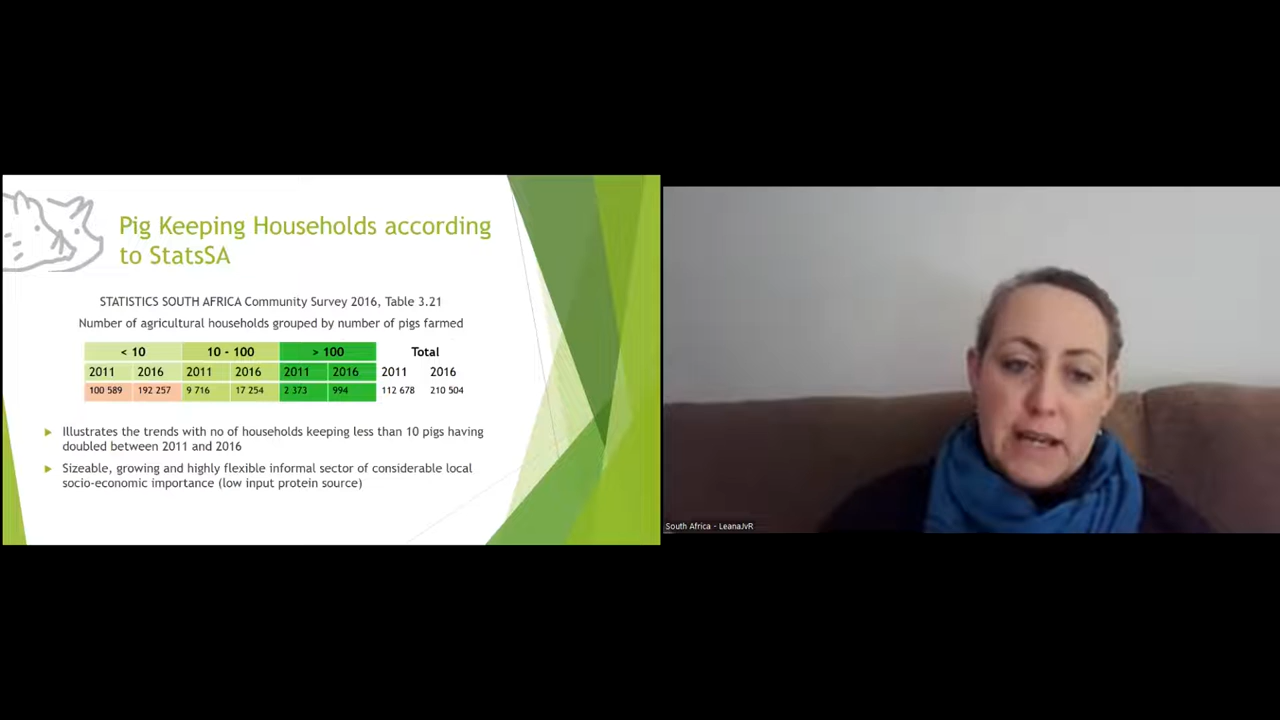 Pig Keeping Households according
to StatsSA
STATISTICS SOUTH AFRICA Community Survey 2016, Table 3.21
Number of agricultural households grouped by number of pigs farmed
< 10 10 - 100 > 100 Total
2011 2016 2011 2016 2011 2016 2011 2016
100 589 192 257 9 716 17 254 2 373 994 112 678 210 504
Illustrates the trends with no of households keeping less than 10 pigs having
doubled between 2011 and 2016
Sizeable, growing and highly flexible informal sector of considerable local
socio-economic importance (low input protein source)
South Africa - LeanaJvR